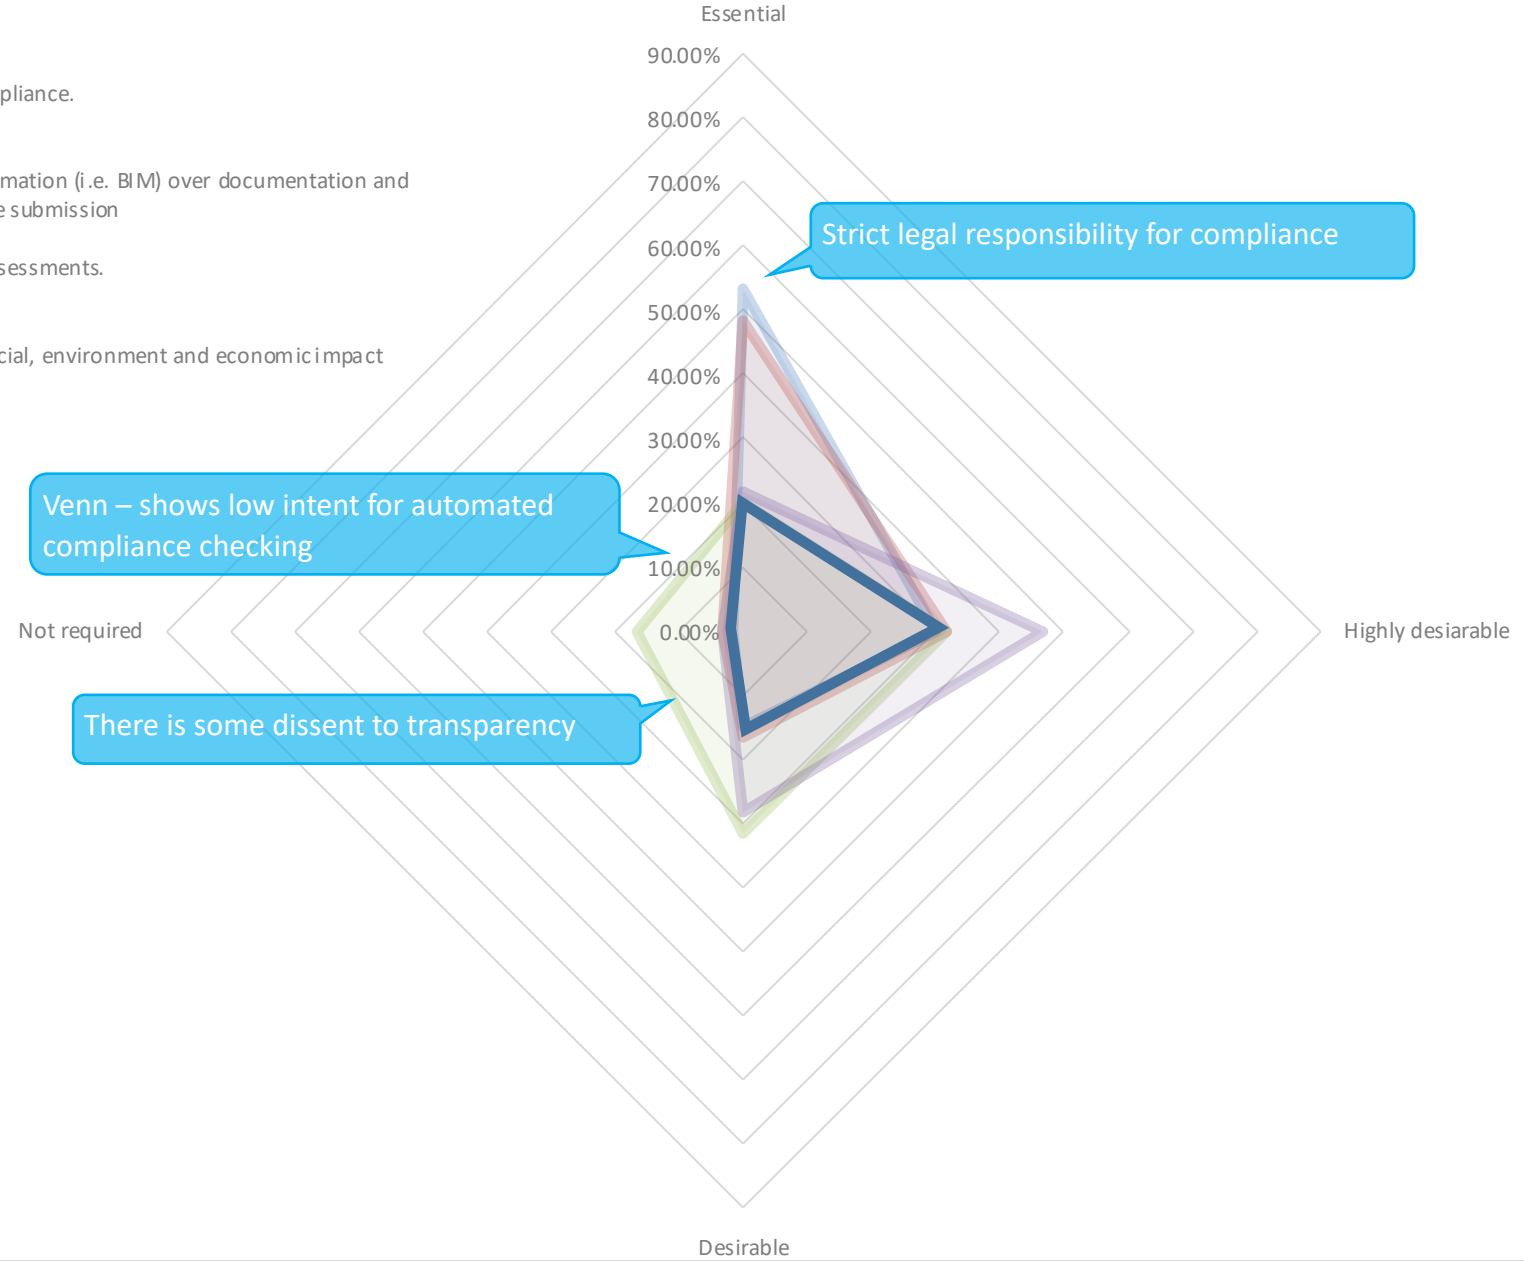 Essential
90.00%
pliance.
80.00%
mation (i.e. BIM) over documentation and
70.00%
e submission
Strict legal responsibility for compliance
60.00%
sessments.
50.00%
cial, environment and economic impact
40.00%
30.00%
Venn – shows low intent for automated
compliance checking
20.00%
10.00%
Not required
0.00%
Highly desiarable
There is some dissent to transparency
Desirable